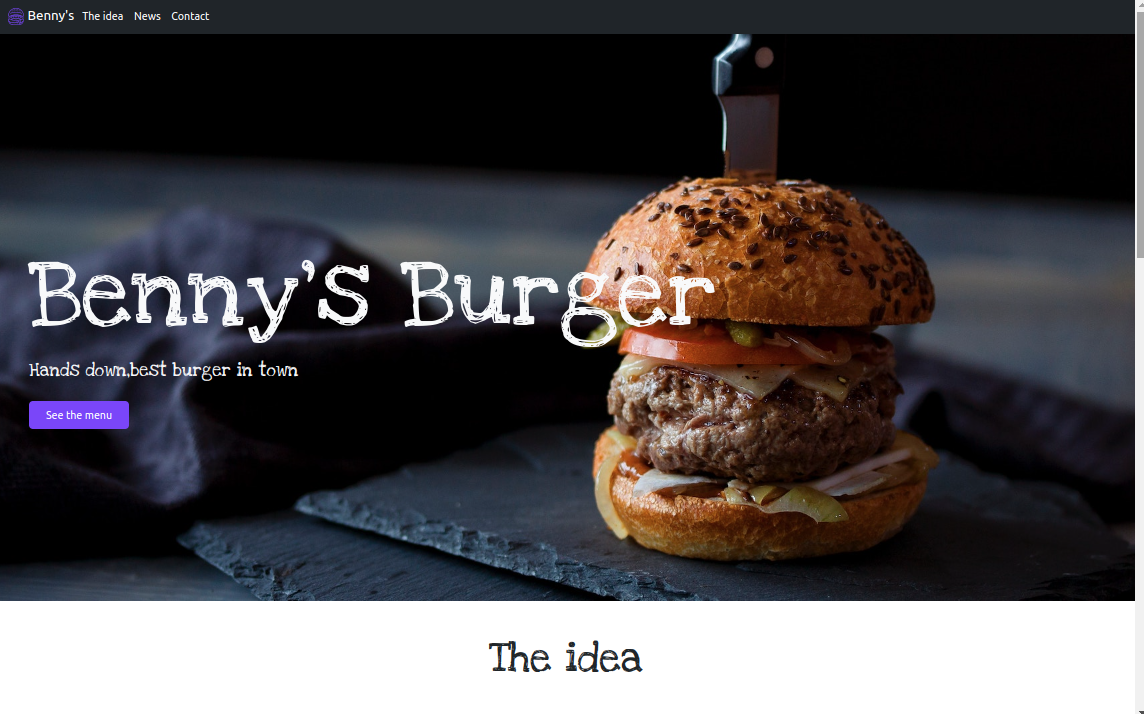 Benny's The idea News Contact
Benny's Burger
Hands down,best burger in town
See the menu
The idea